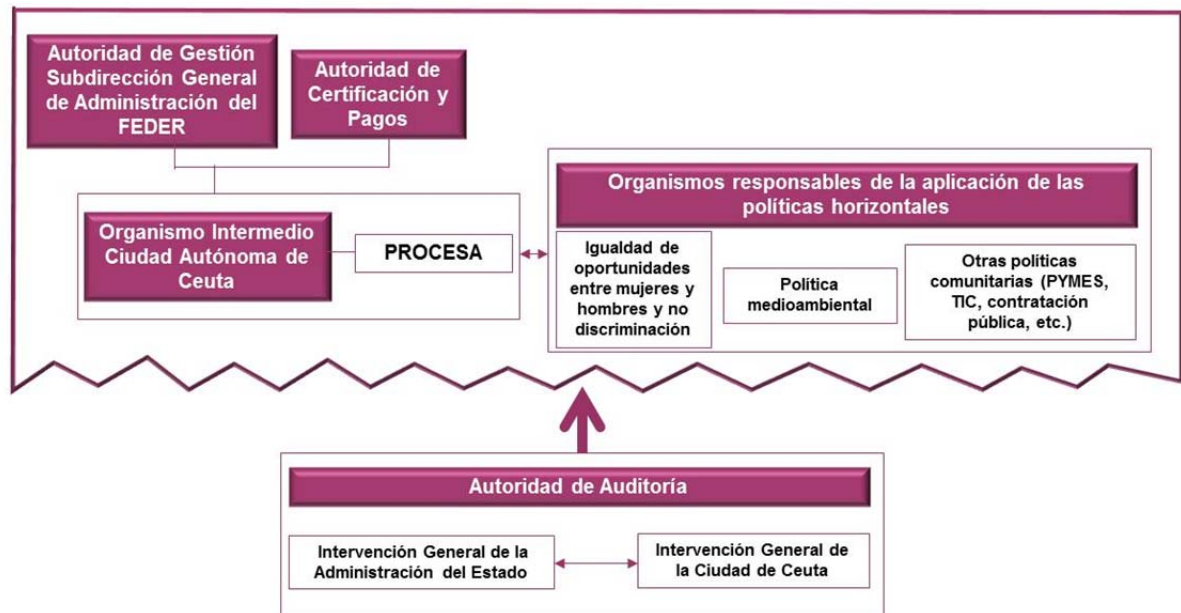 Autoridad de Gestión
Subdirección General
de Administración del
FEDER
Autoridad de
Certificación y
Pagos
Organismo Intermedio
Ciudad Autónoma de
Ceuta
PROCESA
Organismos responsables de la aplicación de las
políticas horizontales
Igualdad de
oportunidades
entre mujeres y
hombres y no
discriminación
Política
medioambiental
Otras políticas
comunitarias (PYMES,
TIC, contratación
pública, etc.)
Autoridad de Auditoría
Intervención General de la
Administración del Estado
Intervención General de
la Ciudad de Ceuta